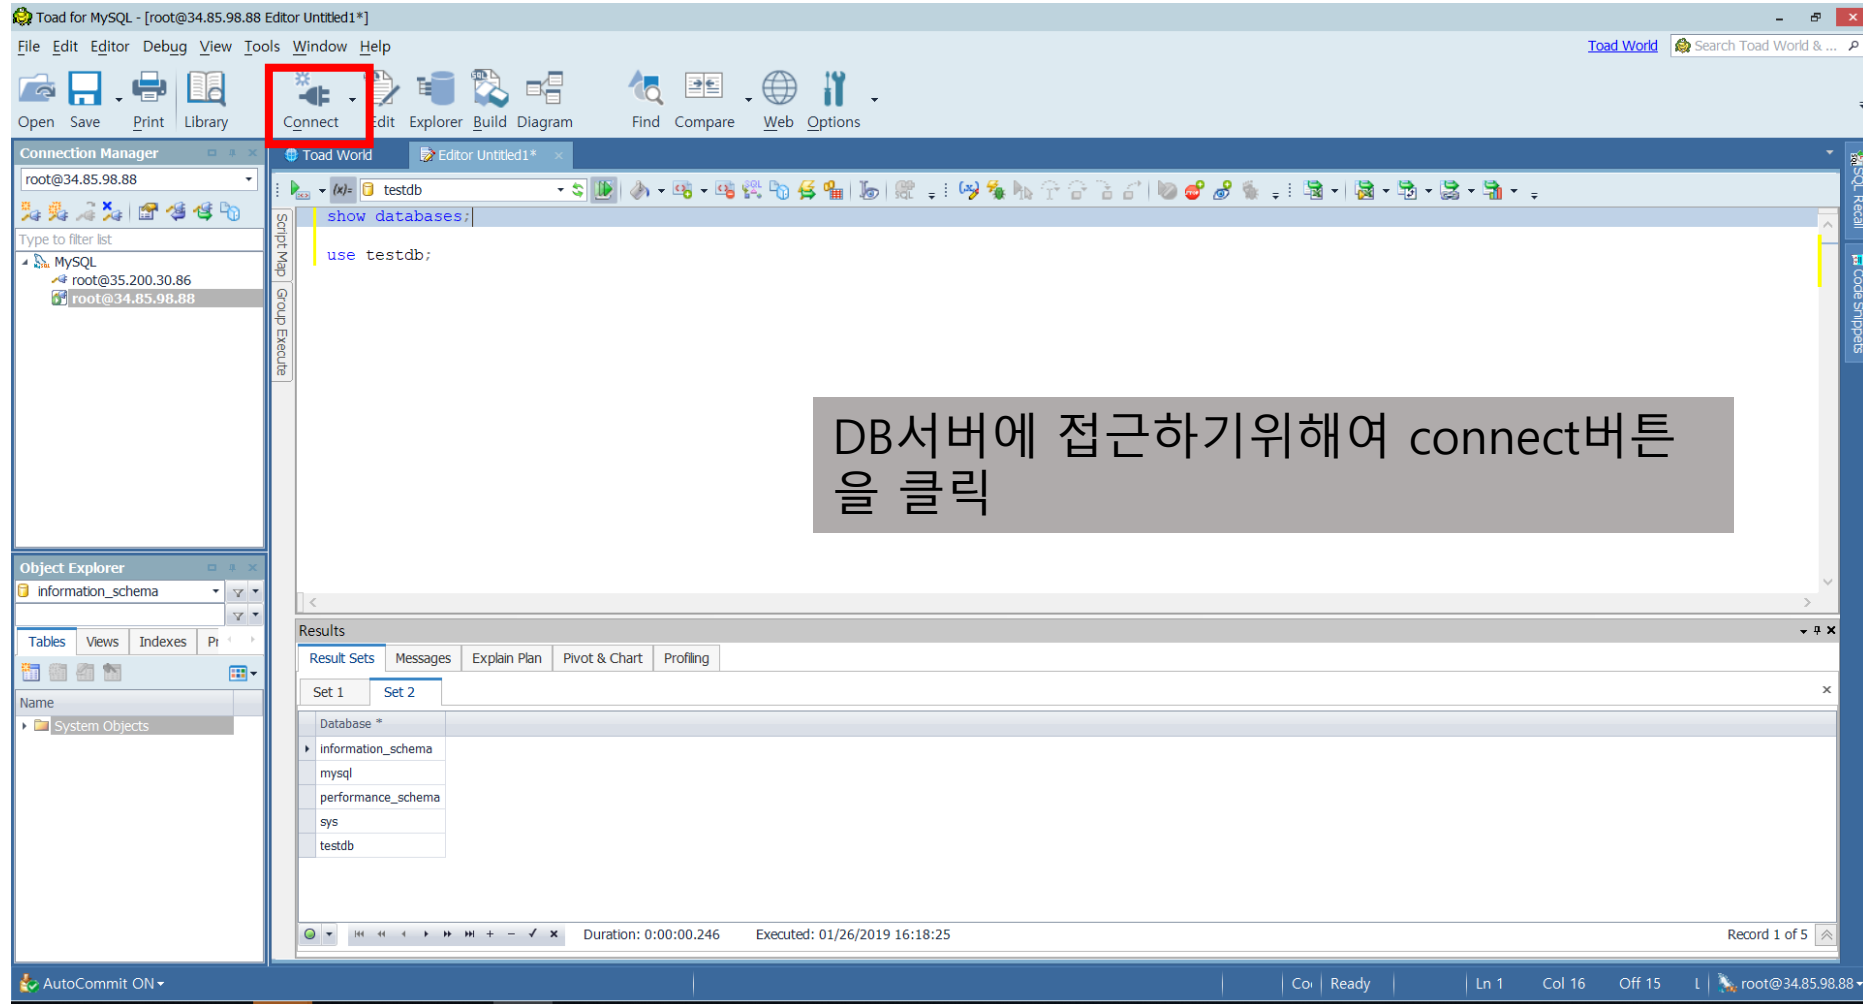 Toad for MySQL - [root@34.85.98.88 Editor Untitled1*]
File Edit Editor Debug View Tools Window Help
Toad World
Search Toad World & ...
Open Save Print Library Connect Edit Explorer Build Diagram Find Compare Web Options
Connection Manager
root@34.85.98.88
Type to filter list
MySQL
root@35.200.30.86
root@34.85.98.88
Toad World
Editor Untitled1*
(x)= testdb
Script Map
Group Execute
show databases;
use testdb;
SQL Recall
Code Snippets
DB서버에 접근하기위해여 connect버튼
을 클릭
Object Explorer
information_schema
Tables Views Indexes
Name
System Objects
Results
Result Sets Messages Explain Plan Pivot & Chart Profiling
Set 1 Set 2
Database *
information_schema
mysql
performance_schema
sys
testdb
Duration: 0:00:00.246 Executed: 01/26/2019 16:18:25
Record 1 of 5
AutoCommit ON
Ready Ln 1 Col 16 Off 15 L root@34.85.98.88